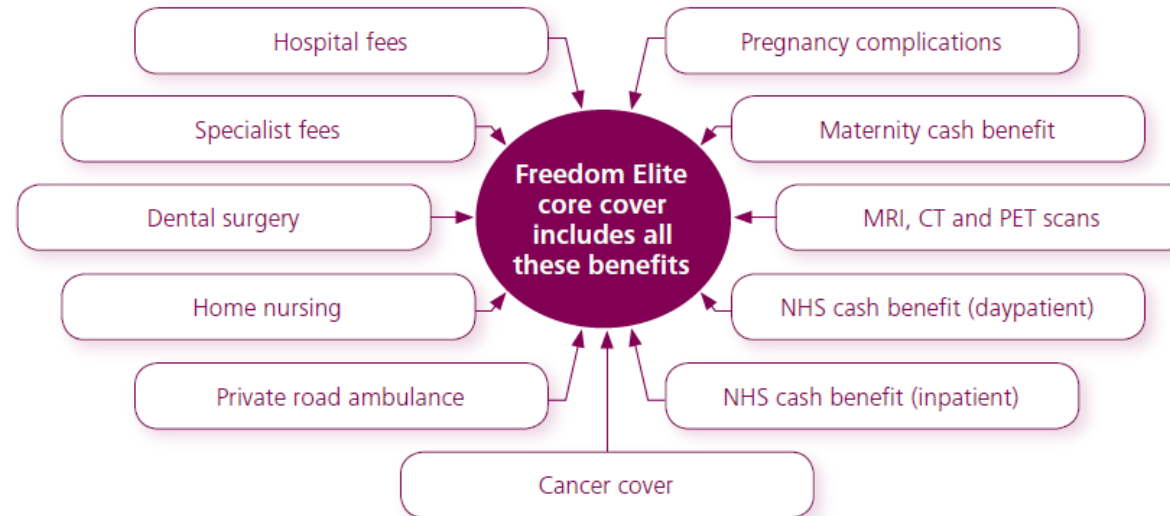 Hospital fees
Pregnancy complications
Specialist fees
Maternity cash benefit
Freedom Elite
core cover
includes all
these benefits
Dental surgery
MRI, CT and PET scans
Home nursing
NHS cash benefit (daypatient)
Private road ambulance
NHS cash benefit (inpatient)
Cancer cover